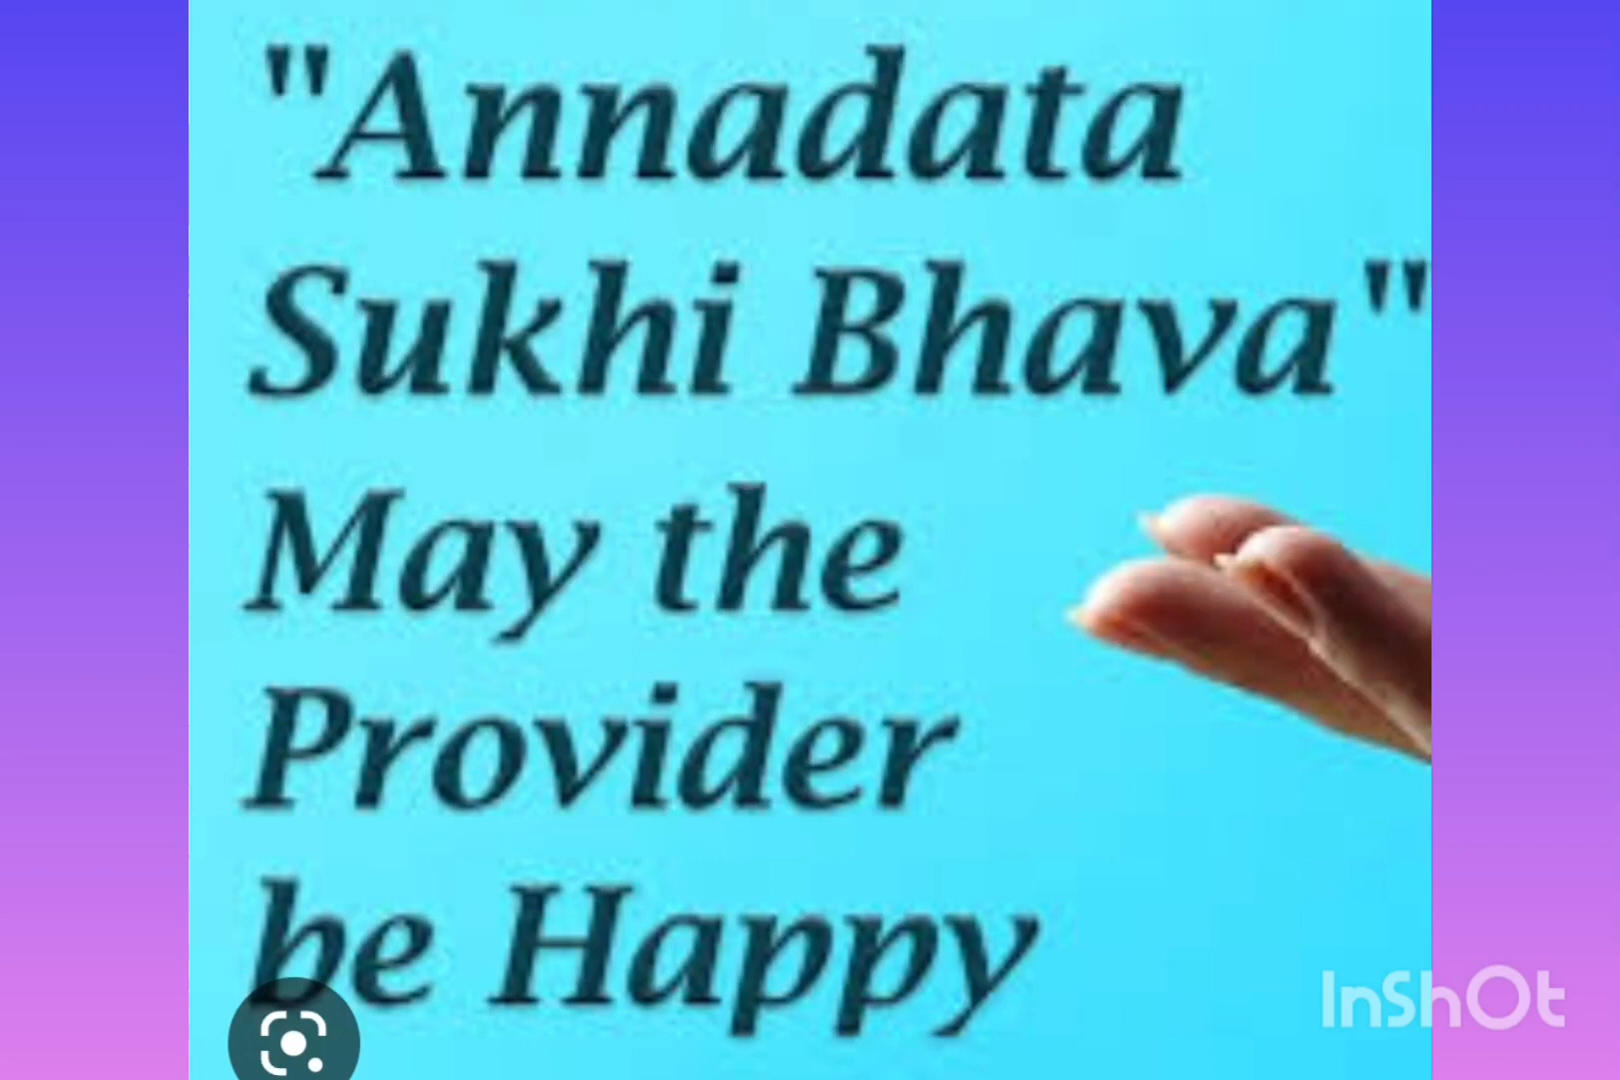 "Annadata
Sukhi Bhava"
May the
Provider
be Happy
InShOt